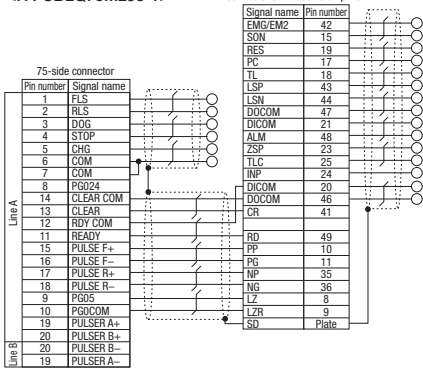 Signal name Pin number
EMG/EM2 42
SON 15
RES 19
PC 17
TL 18
LSP 43
LSN 44
DOCOM 47
DICOM 21
ALM 48
ZSP 23
TLC 25
INP 24
DICOM 20
DOCOM 46
CR 41
RD 49
PP 10
PG 11
NP 35
NG 36
LZ 8
LZR 9
SD Plate
75-side connector
Pin number Signal name
Line A
1 FLS
2 RLS
3 DOG
4 STOP
5 CHG
6 COM
7 COM
8 PG024
14 CLEAR COM
13 CLEAR
12 RDY COM
11 READY
15 PULSE F+
16 PULSE F−
17 PULSE R+
18 PULSE R−
9 PG05
10 PG0COM
19 PULSER A+
20 PULSER B+
Line B
20 PULSER B−
19 PULSER A−